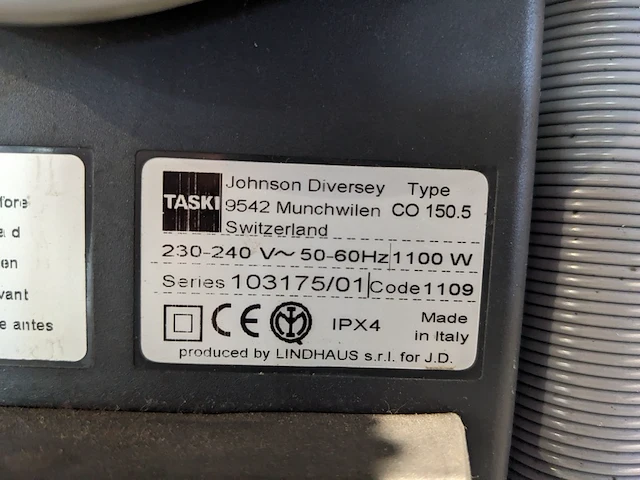 TASKI
Johnson Diversey Type
9542 Munchwilen CO 150.5
Switzerland
230-240 V~ 50-60Hz 1100 W
Series 103175/01 Code 1109
CE IPX4 Made
in Italy
produced by LINDHAUS s.r.l. for J.D.
en
vant
e antes